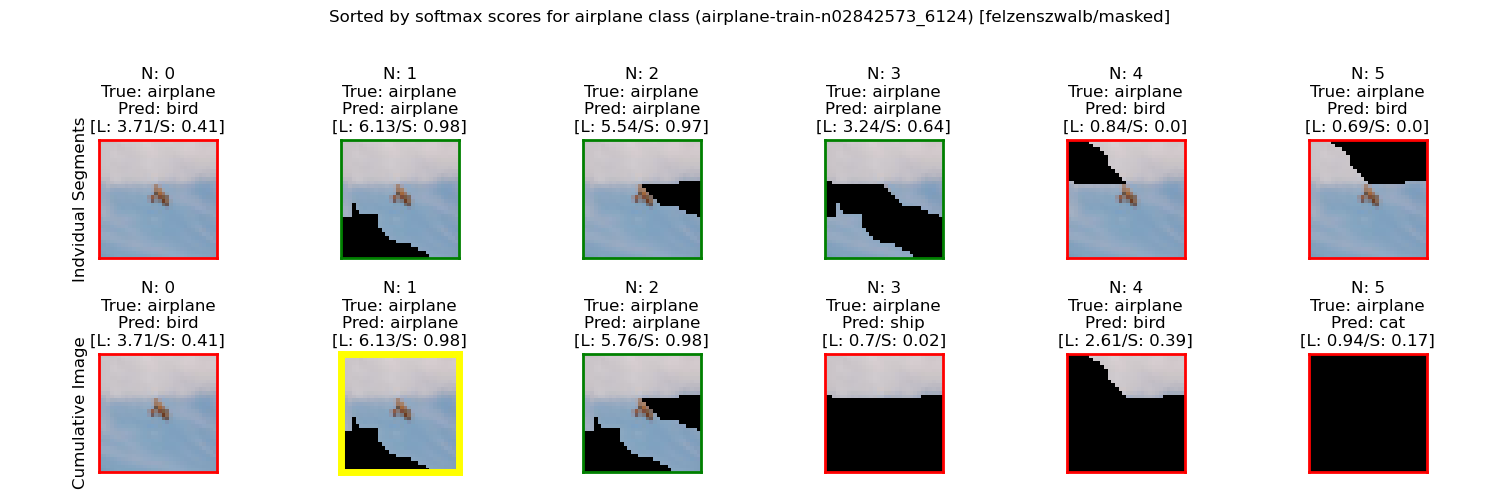 Sorted by softmax scores for airplane class (airplane-train-n02842573_6124) [felzenszwalb/masked]
Indvidual Segments
N: 0
True: airplane
Pred: bird
[L: 3.71/S: 0.41]
N: 1
True: airplane
Pred: airplane
[L: 6.13/S: 0.98]
N: 2
True: airplane
Pred: airplane
[L: 5.54/S: 0.97]
N: 3
True: airplane
Pred: airplane
[L: 3.24/S: 0.64]
N: 4
True: airplane
Pred: bird
[L: 0.84/S: 0.0]
N: 5
True: airplane
Pred: bird
[L: 0.69/S: 0.0]
Cumulative Image
N: 0
True: airplane
Pred: bird
[L: 3.71/S: 0.41]
N: 1
True: airplane
Pred: airplane
[L: 6.13/S: 0.98]
N: 2
True: airplane
Pred: airplane
[L: 5.76/S: 0.98]
N: 3
True: airplane
Pred: ship
[L: 0.7/S: 0.02]
N: 4
True: airplane
Pred: bird
[L: 2.61/S: 0.39]
N: 5
True: airplane
Pred: cat
[L: 0.94/S: 0.17]